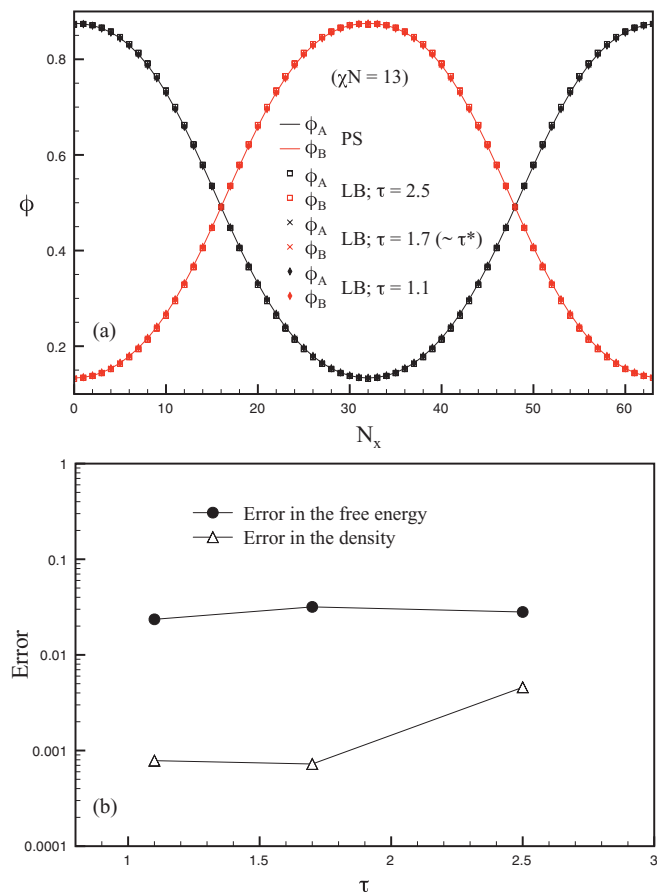 0.8
0.6
0.4
0.2
ϕ
(χN = 13)
ϕA
ϕB
PS
ϕA
ϕB
LB; τ = 2.5
ϕA
ϕB
LB; τ = 1.7 (~ τ*)
ϕA
ϕB
LB; τ = 1.1
(a)
0 10 20 30 40 50 60
Nx
1
0.1
0.01
0.001
0.0001
Error
Error in the free energy
Error in the density
(b)
1 1.5 2 2.5 3
τ